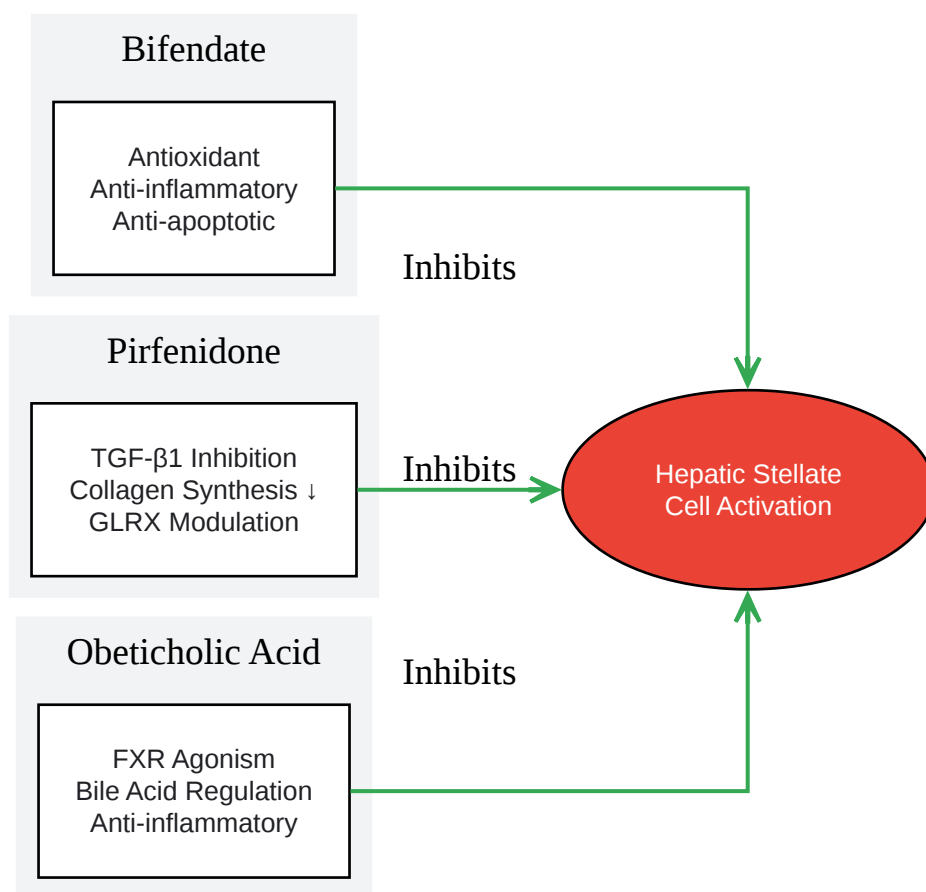 Bifendate
Antioxidant
Anti-inflammatory
Anti-apoptotic
Inhibits
Pirfenidone
TGF-β1 Inhibition
Collagen Synthesis ↓
GLRX Modulation
Inhibits
Hepatic Stellate
Cell Activation
Obeticholic Acid
Inhibits
FXR Agonism
Bile Acid Regulation
Anti-inflammatory